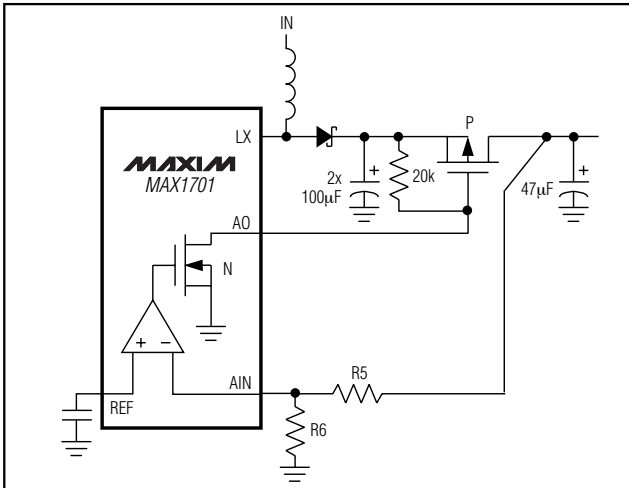 IN
LX
P
MAXIM
MAX1701
+
2x
100µF
20k
+
47µF
AO
N
+ −
REF
AIN
R5
R6